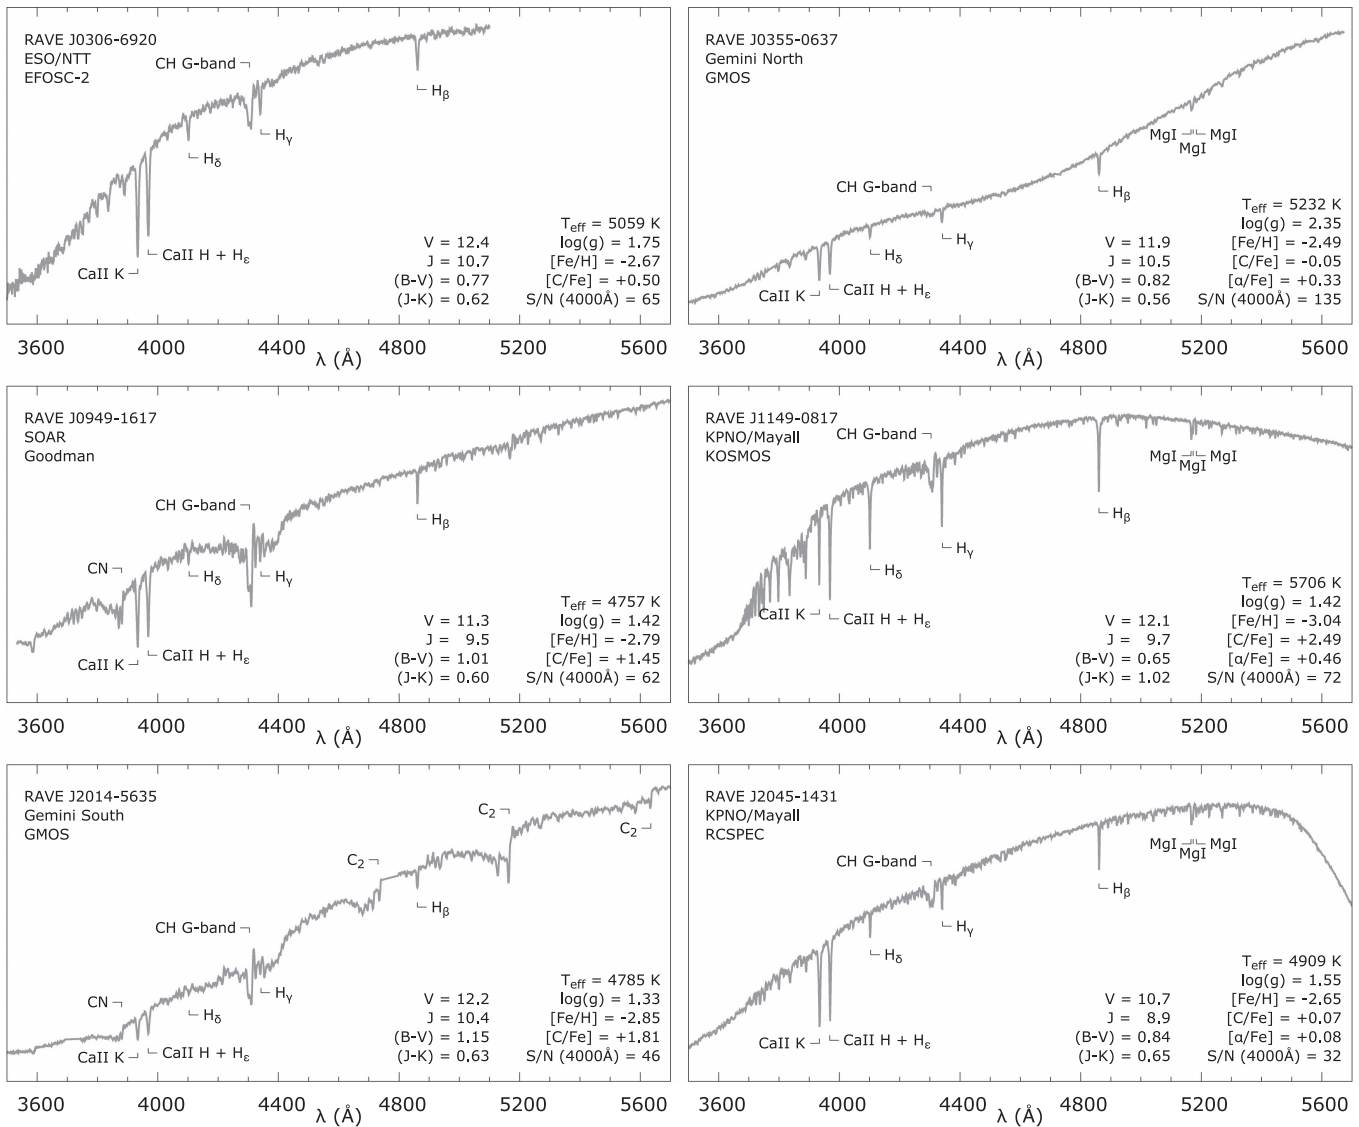 RAVE J0306-6920
ESO/NTT
EFOSC-2
CH G-band
Hβ
Hγ
Hδ
CaII H + Hε
CaII K
Teff = 5059 K
V = 12.4 log(g) = 1.75
J = 10.7 [Fe/H] = -2.67
(B-V) = 0.77 [C/Fe] = +0.50
(J-K) = 0.62 S/N (4000Å) = 65
3600 4000 4400 4800 5200 5600
λ (Å)
RAVE J0355-0637
Gemini North
GMOS
MgI MgI
MgI
CH G-band
Hβ
Hγ
Hδ
CaII K CaII H + Hε
Teff = 5232 K
log(g) = 2.35
V = 11.9 [Fe/H] = -2.49
J = 10.5 [C/Fe] = -0.05
(B-V) = 0.82 [α/Fe] = +0.33
(J-K) = 0.56 S/N (4000Å) = 135
3600 4000 4400 4800 5200 5600
λ (Å)
RAVE J0949-1617
SOAR
Goodman
CH G-band
Hβ
CN
Hδ Hγ
CaII K CaII H + Hε
Teff = 4757 K
V = 11.3 log(g) = 1.42
J = 9.5 [Fe/H] = -2.79
(B-V) = 1.01 [C/Fe] = +1.45
(J-K) = 0.60 S/N (4000Å) = 62
3600 4000 4400 4800 5200 5600
λ (Å)
RAVE J1149-0817
KPNO/Mayall
KOSMOS
CH G-band
MgI MgI
MgI
Hβ
Hγ
Hδ
CaII K CaII H + Hε
Teff = 5706 K
log(g) = 1.42
V = 12.1 [Fe/H] = -3.04
J = 9.7 [C/Fe] = +2.49
(B-V) = 0.65 [α/Fe] = +0.46
(J-K) = 1.02 S/N (4000Å) = 72
3600 4000 4400 4800 5200 5600
λ (Å)
RAVE J2014-5635
Gemini South
GMOS
C2
C2
C2
Hβ
CH G-band
Hγ
CN
Hδ
CaII K CaII H + Hε
Teff = 4785 K
V = 12.2 log(g) = 1.33
J = 10.4 [Fe/H] = -2.85
(B-V) = 1.15 [C/Fe] = +1.81
(J-K) = 0.63 S/N (4000Å) = 46
3600 4000 4400 4800 5200 5600
λ (Å)
RAVE J2045-1431
KPNO/Mayall
RCSPEC
MgI MgI
MgI
CH G-band
Hβ
Hγ
Hδ
CaII K CaII H + Hε
Teff = 4909 K
log(g) = 1.55
V = 10.7 [Fe/H] = -2.65
J = 8.9 [C/Fe] = +0.07
(B-V) = 0.84 [α/Fe] = +0.08
(J-K) = 0.65 S/N (4000Å) = 32
3600 4000 4400 4800 5200 5600
λ (Å)